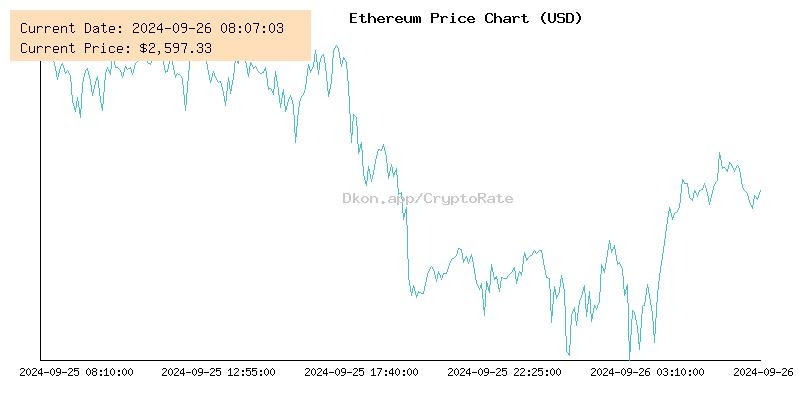 Ethereum Price Chart (USD)
Current Date: 2024-09-26 08:07:03
Current Price: $2,597.33
Dkon.app/CryptoRate
2024-09-25 08:10:00 2024-09-25 12:55:00 2024-09-25 17:40:00 2024-09-25 22:25:00 2024-09-26 03:10:00 2024-09-26